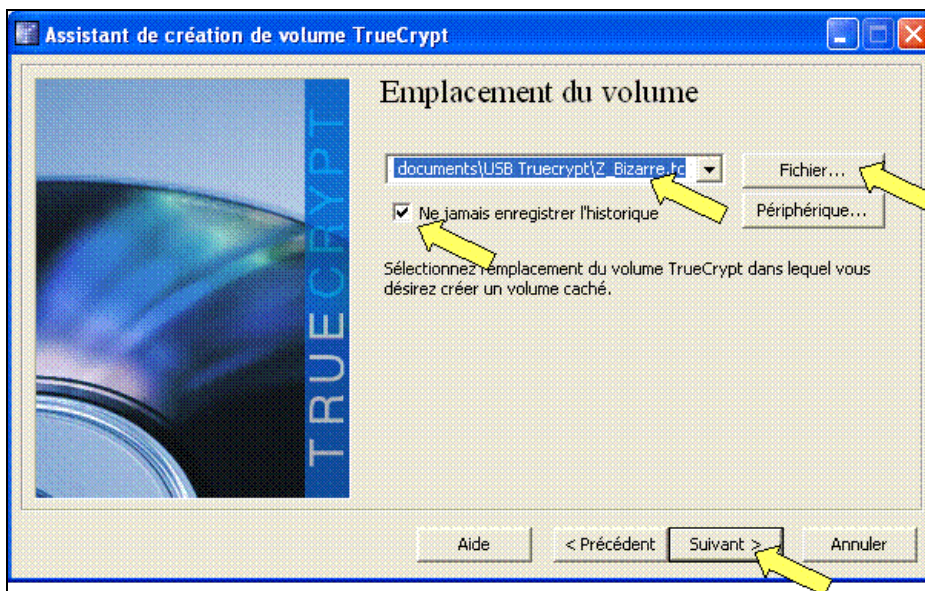 Assistant de création de volume TrueCrypt
TRUECRYPT
Emplacement du volume
documents\USB Truecrypt\Z_Bizarre.tc
Fichier...
Ne jamais enregistrer l'historique
Périphérique...
Sélectionnez l'emplacement du volume TrueCrypt dans lequel vous
désirez créer un volume caché.
Aide
< Précédent
Suivant >
Annuler